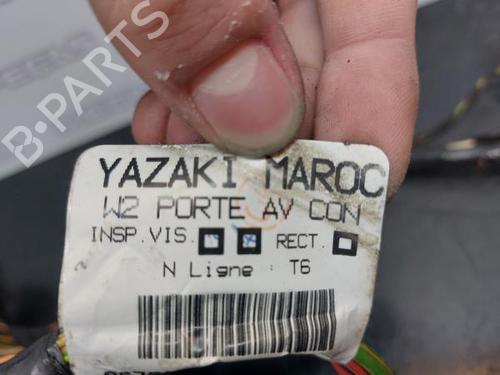 B-PARTS
YAZAKI MAROC
W2 PORTE AV CON
INSP.VIS. RECT.
N Ligne : T6